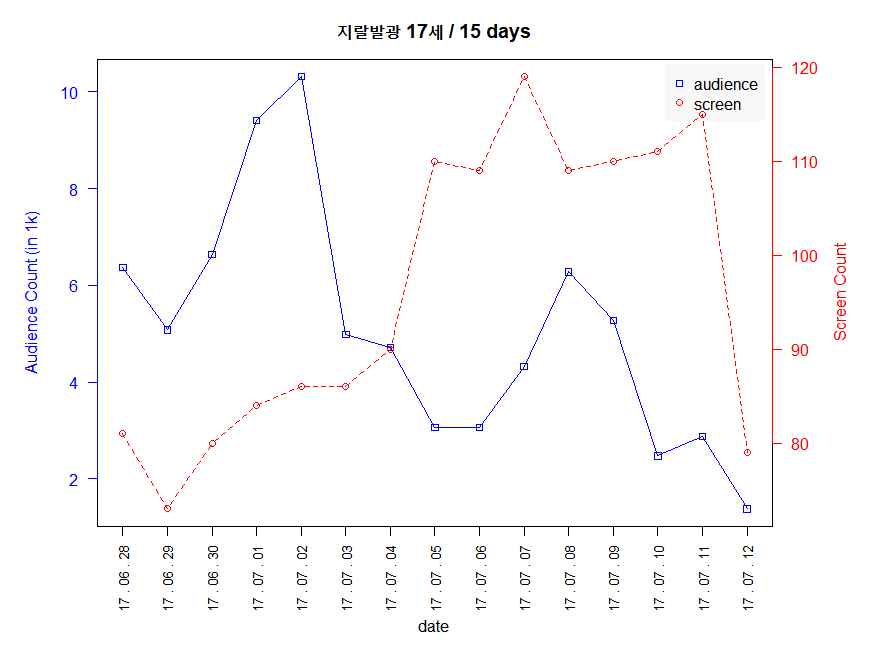 지랄발광 17세 / 15 days
audience
screen
Audience Count (in 1k)
10
8
6
4
2
120
110
100
90
80
Screen Count
17 . 06 . 28
17 . 06 . 29
17 . 06 . 30
17 . 07 . 01
17 . 07 . 02
17 . 07 . 03
17 . 07 . 04
17 . 07 . 05
17 . 07 . 06
17 . 07 . 07
17 . 07 . 08
17 . 07 . 09
17 . 07 . 10
17 . 07 . 11
17 . 07 . 12
date